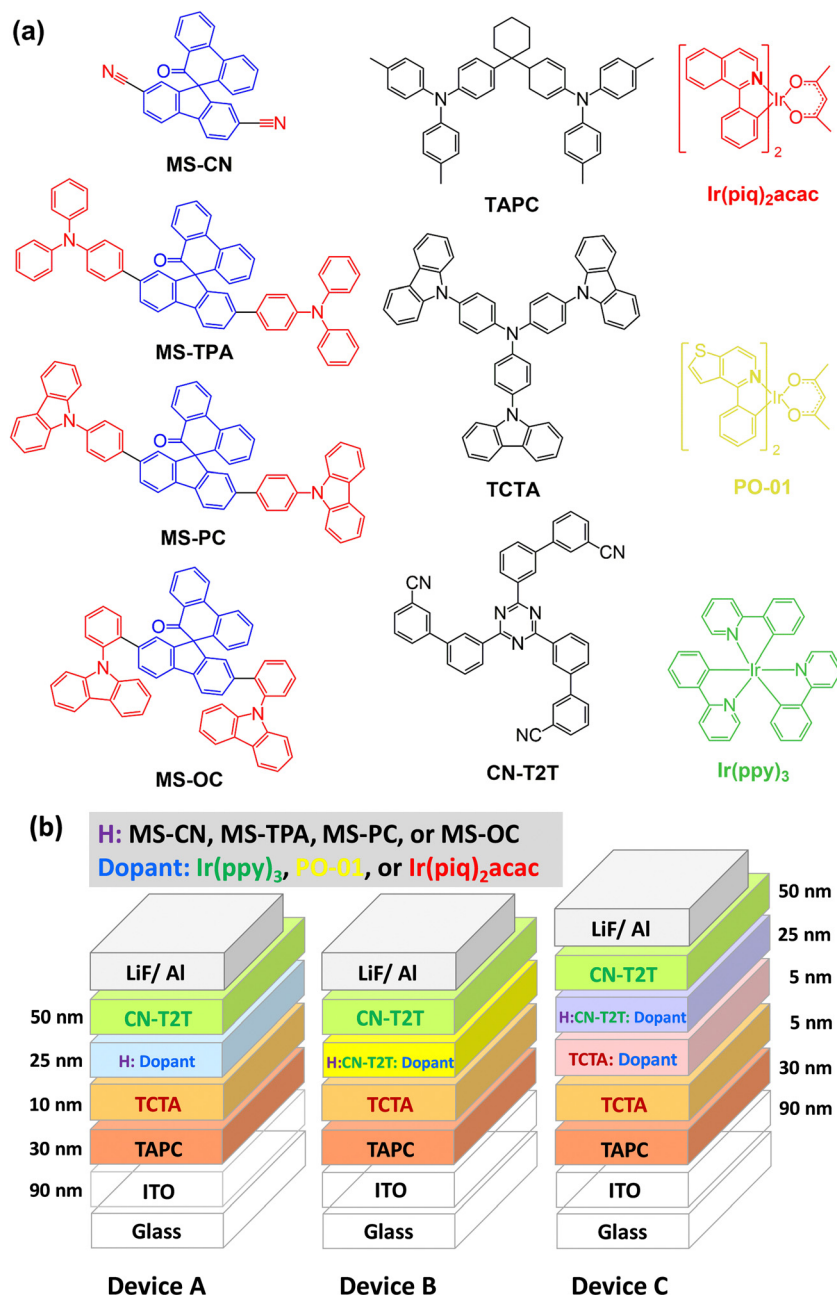 (a)
MS-CN
TAPC
Ir(piq)₂acac
MS-TPA
TCTA
PO-01
MS-PC
MS-OC
CN-T2T
Ir(ppy)₃
N
O
N
N
N
N
Ir
O
O
2
N
O
N
N
N
N
N
S
N
Ir
O
O
2
N
O
N
N
O
N
CN
NC
N
N
N
NC
N
N
N
Ir
(b)
H: MS-CN, MS-TPA, MS-PC, or MS-OC
Dopant: Ir(ppy)₃, PO-01, or Ir(piq)₂acac
LiF/ Al
50 nm
CN-T2T
25 nm
H: Dopant
10 nm
TCTA
30 nm
TAPC
90 nm
ITO
Glass
Device A
LiF/ Al
CN-T2T
H:CN-T2T: Dopant
TCTA
TAPC
ITO
Glass
Device B
LiF/ Al
50 nm
CN-T2T
25 nm
H:CN-T2T: Dopant
5 nm
TCTA: Dopant
5 nm
TCTA
30 nm
TAPC
90 nm
ITO
Glass
Device C